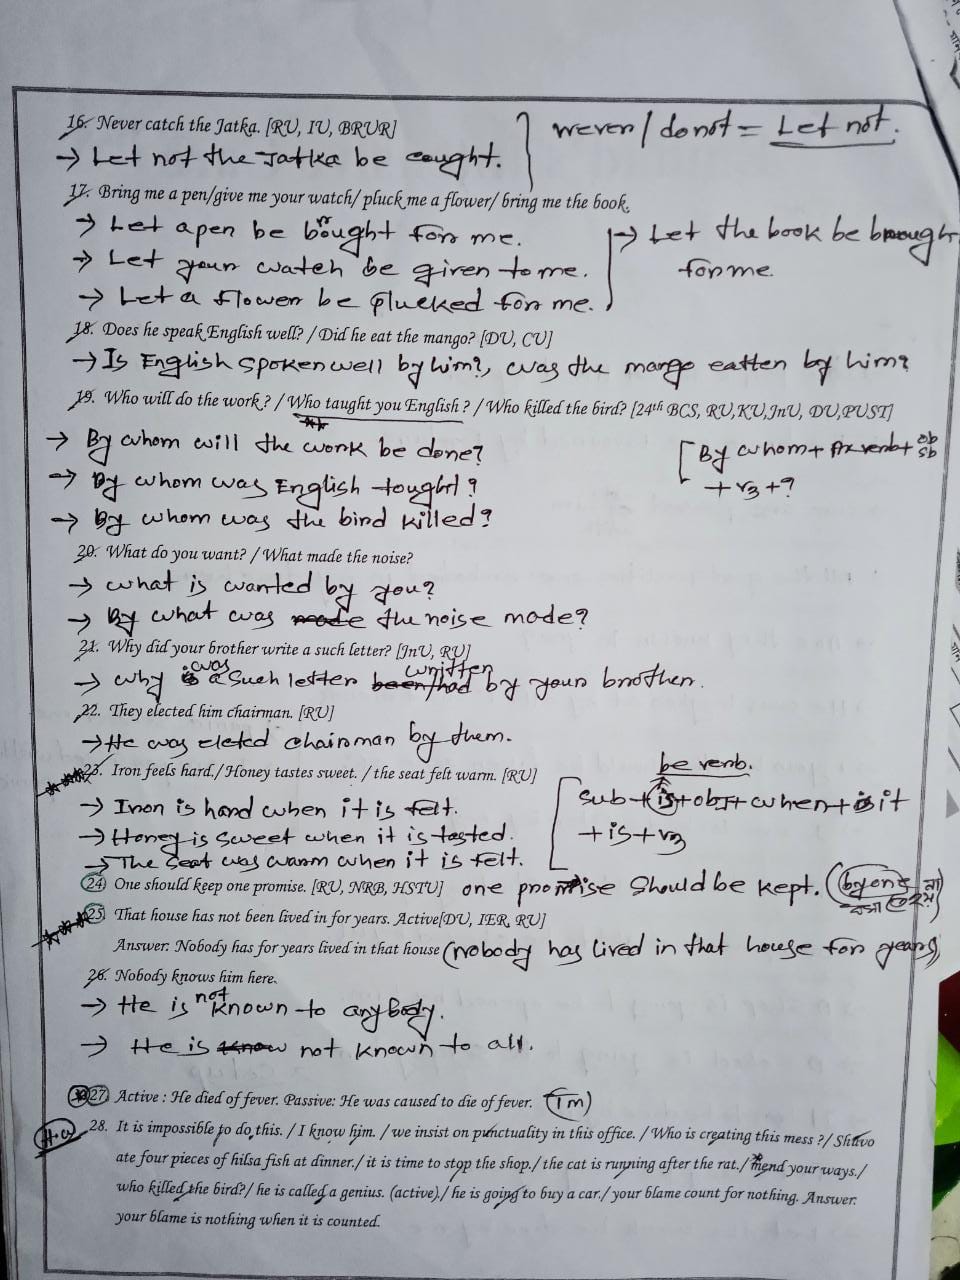 16. Never catch the Jatka. [RU, IU, BRUR]
never / do not = Let not.
→ Let not the Jatka be caught.
17. Bring me a pen/give me your watch/ pluck me a flower/ bring me the book.
→ Let a pen be brought for me.
→ Let the book be brought
→ Let your watch be given to me.
for me.
→ Let a flower be plucked for me.
18. Does he speak English well? / Did he eat the mango? [DU, CU]
→ Is English spoken well by him?, was the mango eatten by him?
19. Who will do the work? / Who taught you English? / Who killed the bird? [24th BCS, RU,KU,JnU, DU,PUST]
→ By whom will the work be done?
[By whom + Ax verb + ob
sb
→ By whom was English tought?
+ v3 + ?
→ By whom was the bird killed?
20. What do you want? / What made the noise?
→ what is wanted by you?
→ By what was made the noise made?
21. Why did your brother write a such letter? [JnU, RU]
was written
→ why is a such letter been/had by your brother.
22. They elected him chairman. [RU]
→ He was eleted chairman by them.
be verb.
23. Iron feels hard./ Honey tastes sweet. / the seat felt warm. [RU]
Sub + is + obj + when + it
→ Iron is hard when it is felt.
+ is + v3
→ Honey is sweet when it is tasted.
→ The seat was warm when it is felt.
24) One should keep one promise. [RU, NRB, HSTU] one promise should be kept.
25) That house has not been lived in for years. Active[DU, IER, RU]
Answer: Nobody has for years lived in that house (Nobody has lived in that house for years)
26. Nobody knows him here.
→ He is not known to anybody.
→ He is know not known to all.
27. Active : He died of fever. Passive: He was caused to die of fever. Im)
H.W
28. It is impossible to do this. / I know him. / we insist on punctuality in this office. / Who is creating this mess ?/ Shuvo
ate four pieces of hilsa fish at dinner./ it is time to stop the shop./ the cat is running after the rat./ mend your ways./
who killed the bird?/ he is called a genius. (active)./ he is going to buy a car./ your blame count for nothing. Answer:
your blame is nothing when it is counted.